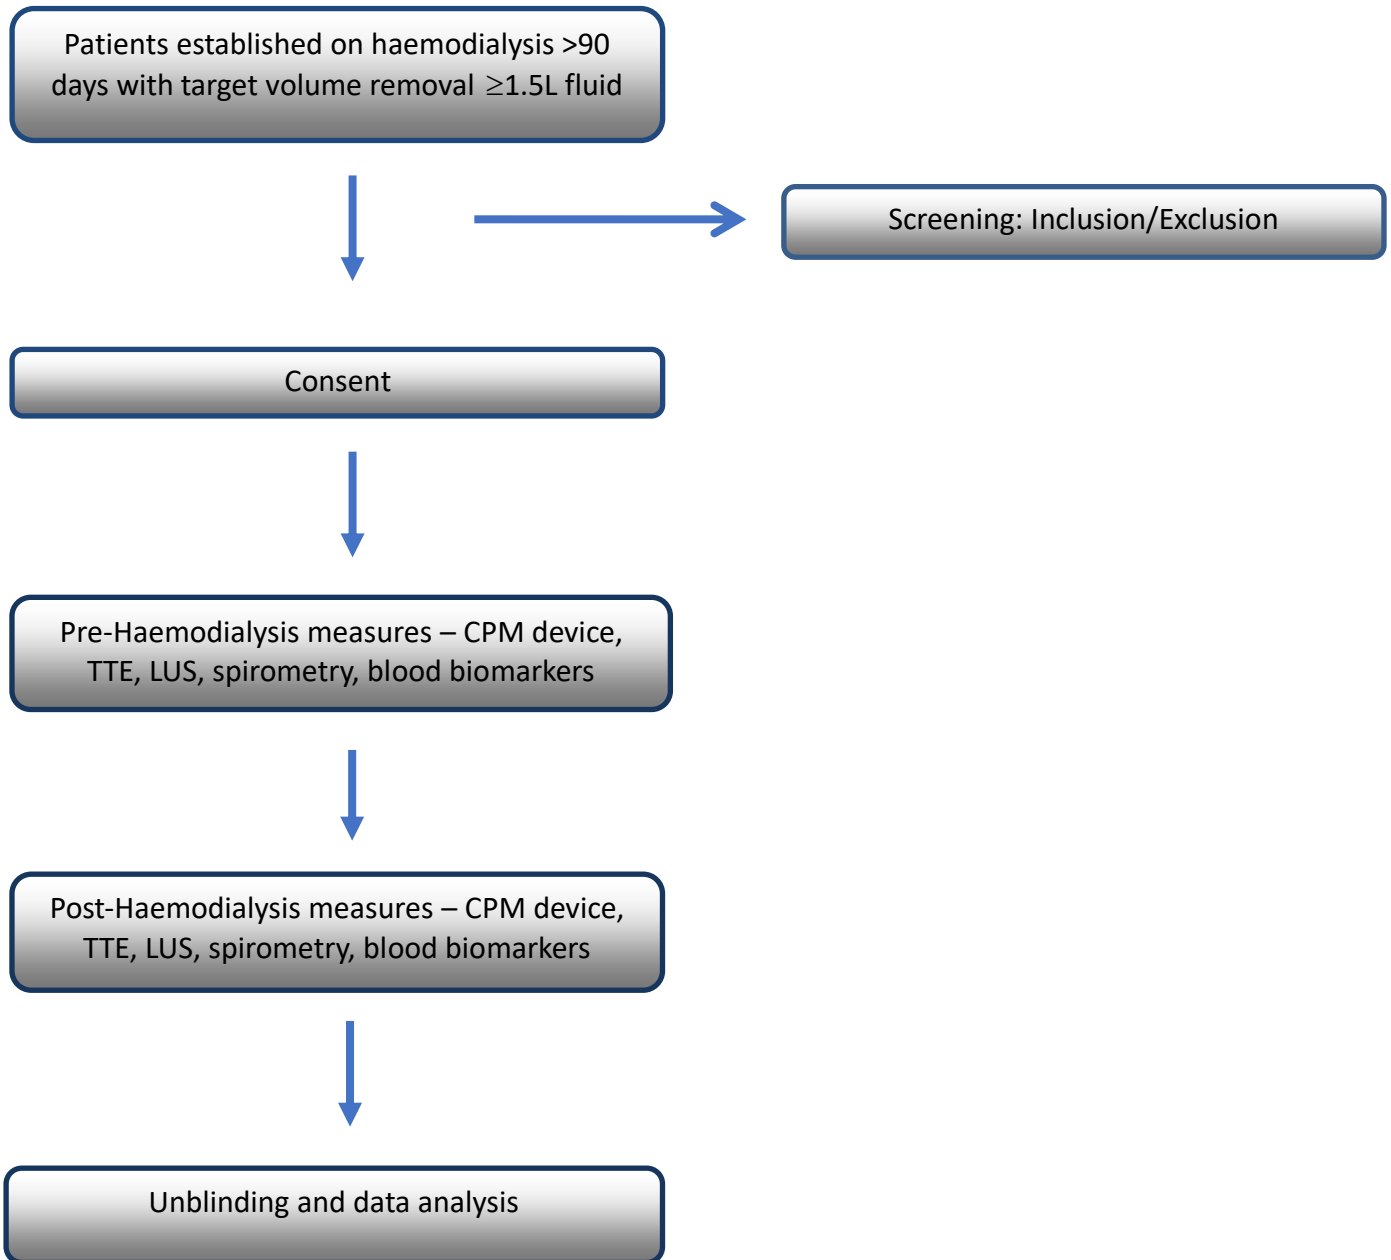 Patients established on haemodialysis >90
days with target volume removal ≥1.5L fluid
Screening: Inclusion/Exclusion
Consent
Pre-Haemodialysis measures – CPM device,
TTE, LUS, spirometry, blood biomarkers
Post-Haemodialysis measures – CPM device,
TTE, LUS, spirometry, blood biomarkers
Unblinding and data analysis